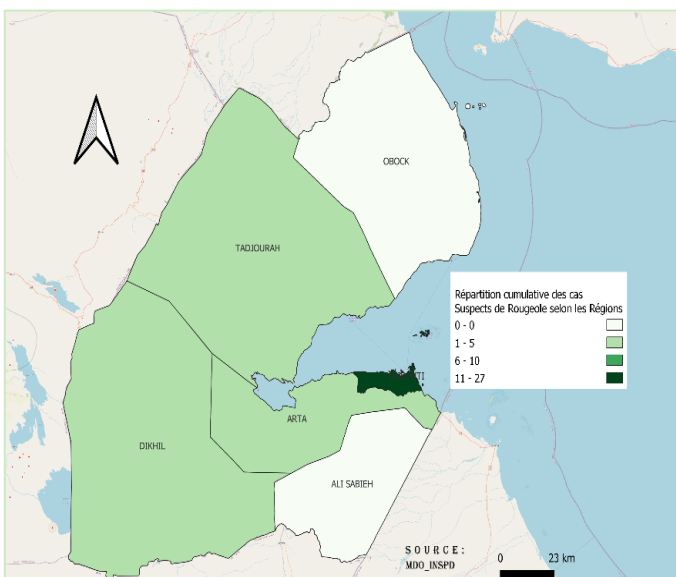 OBOCK
TADJOURAH
Répartition cumulative des cas
Suspects de Rougeole selon les Régions
0 - 0
1 - 5
6 - 10
11 - 27
ARTA
DIKHIL
ALI SABIEH
SOURCE:
MDO_INSPD
0 23 km